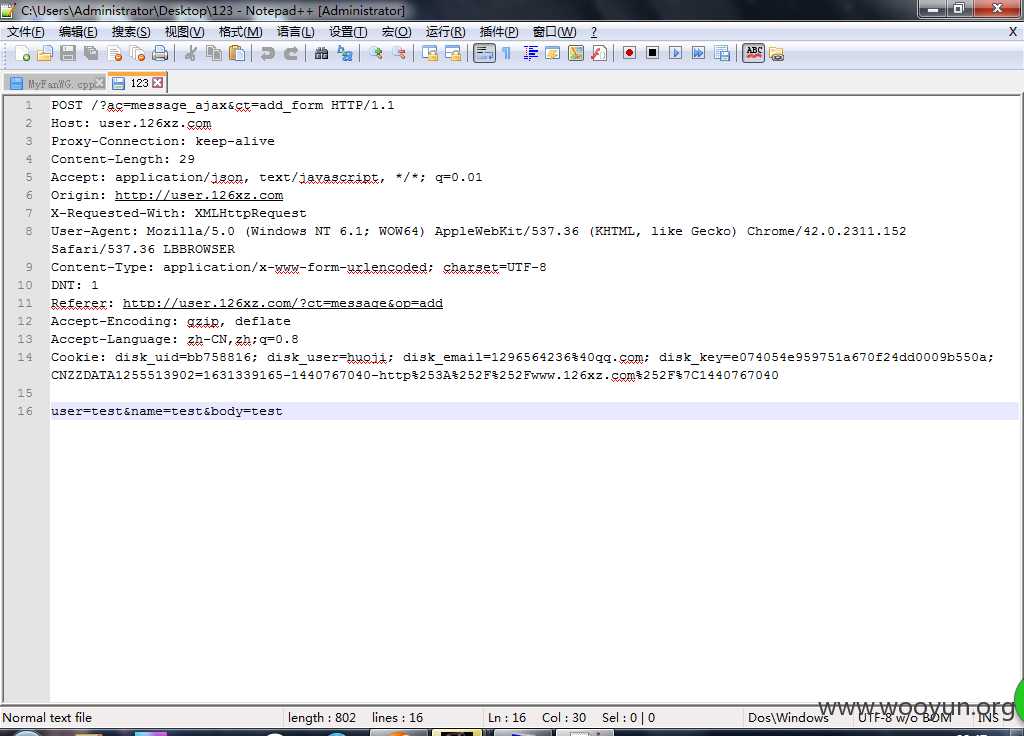 C:\Users\Administrator\Desktop\123 - Notepad++ [Administrator]
文件(F) 编辑(E) 搜索(S) 视图(V) 格式(M) 语言(L) 设置(T) 宏(O) 运行(R) 插件(P) 窗口(W) ? X
MyFanWG.cpp 123
1 POST /?ac=message_ajax&ct=add_form HTTP/1.1
2 Host: user.126xz.com
3 Proxy-Connection: keep-alive
4 Content-Length: 29
5 Accept: application/json, text/javascript, */*; q=0.01
6 Origin: http://user.126xz.com
7 X-Requested-With: XMLHttpRequest
8 User-Agent: Mozilla/5.0 (Windows NT 6.1; WOW64) AppleWebKit/537.36 (KHTML, like Gecko) Chrome/42.0.2311.152
Safari/537.36 LBBROWSER
9 Content-Type: application/x-www-form-urlencoded; charset=UTF-8
10 DNT: 1
11 Referer: http://user.126xz.com/?ct=message&op=add
12 Accept-Encoding: gzip, deflate
13 Accept-Language: zh-CN,zh;q=0.8
14 Cookie: disk_uid=bb758816; disk_user=huoji; disk_email=1296564236%40qq.com; disk_key=e074054e959751a670f24dd0009b550a;
CNZZDATA1255513902=1631339165-1440767040-http%253A%252F%252Fwww.126xz.com%252F%7C1440767040
15
16 user=test&name=test&body=test
Normal text file length : 802 lines : 16 Ln : 16 Col : 30 Sel : 0 | 0 Dos\Windows UTF-8 w/o BOM INS
www.wooyun.org